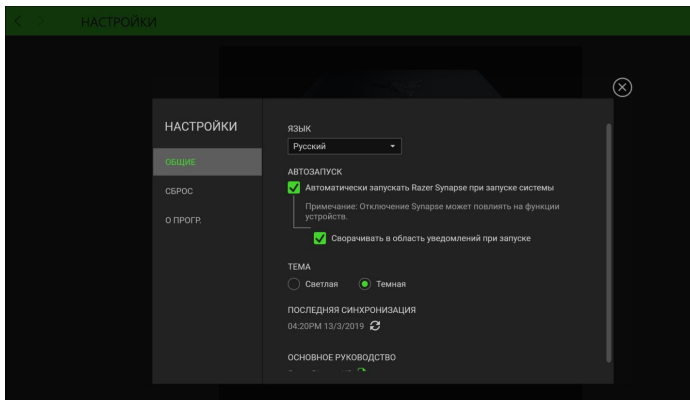 НАСТРОЙКИ
НАСТРОЙКИ
ОБЩИЕ
СБРОС
О ПРОГР.
ЯЗЫК
Русский
АВТОЗАПУСК
Автоматически запускать Razer Synapse при запуске системы
Примечание: Отключение Synapse может повлиять на функции
устройств.
Сворачивать в область уведомлений при запуске
ТЕМА
Светлая
Темная
ПОСЛЕДНЯЯ СИНХРОНИЗАЦИЯ
04:20PM 13/3/2019
ОСНОВНОЕ РУКОВОДСТВО